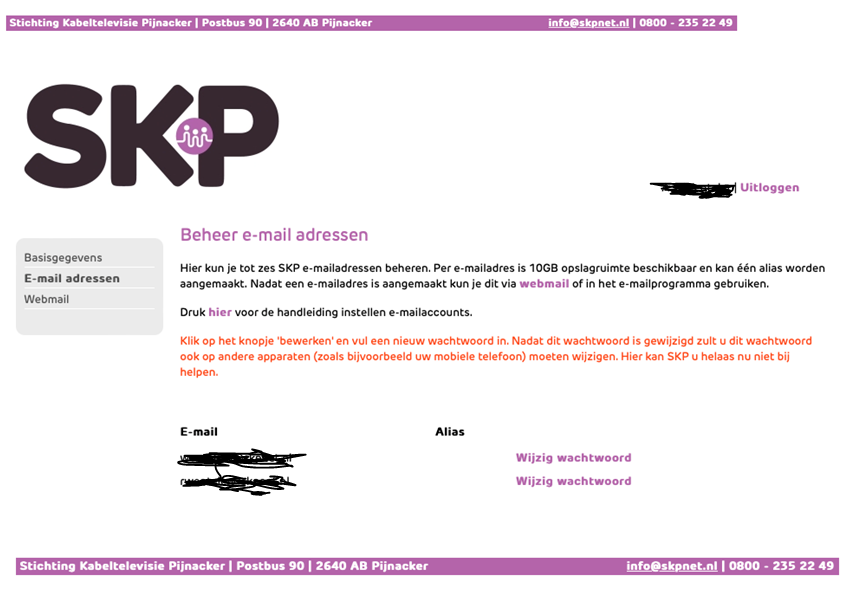 Stichting Kabeltelevisie Pijnacker | Postbus 90 | 2640 AB Pijnacker info@skpnet.nl | 0800 - 235 22 49
SKP
Uitloggen
Beheer e-mail adressen
Basisgegevens
E-mail adressen
Webmail
Hier kun je tot zes SKP e-mailadressen beheren. Per e-mailadres is 10GB opslagruimte beschikbaar en kan één alias worden
aangemaakt. Nadat een e-mailadres is aangemaakt kun je dit via webmail of in het e-mailprogramma gebruiken.
Druk hier voor de handleiding instellen e-mailaccounts.
Klik op het knopje 'bewerken' en vul een nieuw wachtwoord in. Nadat dit wachtwoord is gewijzigd zult u dit wachtwoord
ook op andere apparaten (zoals bijvoorbeeld uw mobiele telefoon) moeten wijzigen. Hier kan SKP u helaas nu niet bij
helpen.
E-mail Alias
Wijzig wachtwoord
Wijzig wachtwoord
Stichting Kabeltelevisie Pijnacker | Postbus 90 | 2640 AB Pijnacker info@skpnet.nl | 0800 - 235 22 49